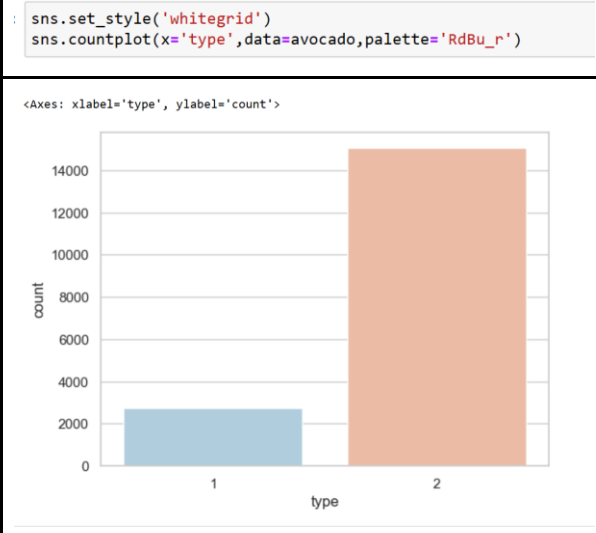 sns.set_style('whitegrid')
sns.countplot(x='type',data=avocado,palette='RdBu_r')
<Axes: xlabel='type', ylabel='count'>
14000
12000
10000
8000
6000
4000
2000
0
count
1 2
type